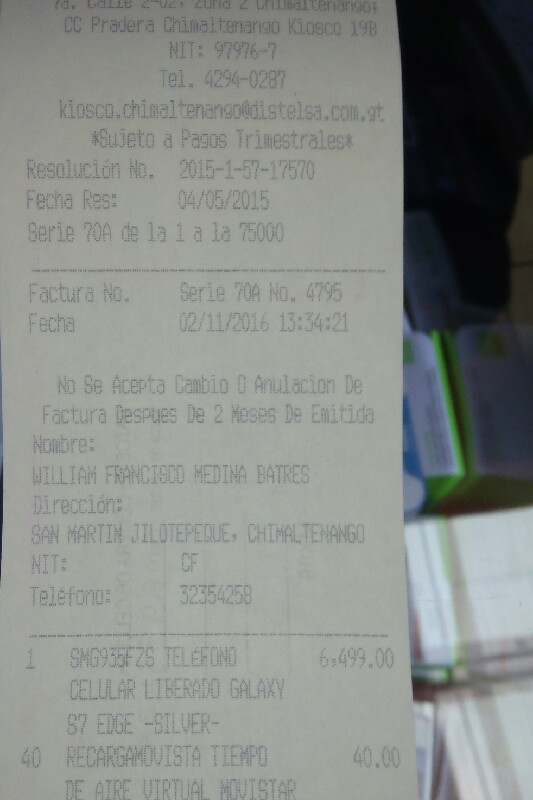 7a. Calle 2-02, Zona 2 Chimaltenango;
CC Pradera Chimaltenango Kiosco 19B
NIT: 97976-7
Tel. 4294-0287
kiosco.chimaltenango@distelsa.com.gt
*Sujeto a Pagos Trimestrales*
Resolución No. 2015-1-57-17570
Fecha Res: 04/05/2015
Serie 70A de la 1 a la 75000
Factura No. Serie 70A No. 4795
Fecha 02/11/2016 13:34:21
No Se Acepta Cambio O Anulacion De
Factura Despues De 2 Meses De Emitida
Nombre:
WILLIAM FRANCISCO MEDINA BATRES
Dirección:
SAN MARTIN JILOTEPEQUE, CHIMALTENANGO
NIT: CF
Teléfono: 32354258
1 SMG935FZS TELEFONO 6,499.00
CELULAR LIBERADO GALAXY
S7 EDGE -SILVER-
40 RECARGAMOVISTA TIEMPO 40.00
DE AIRE VIRTUAL MOVISTAR